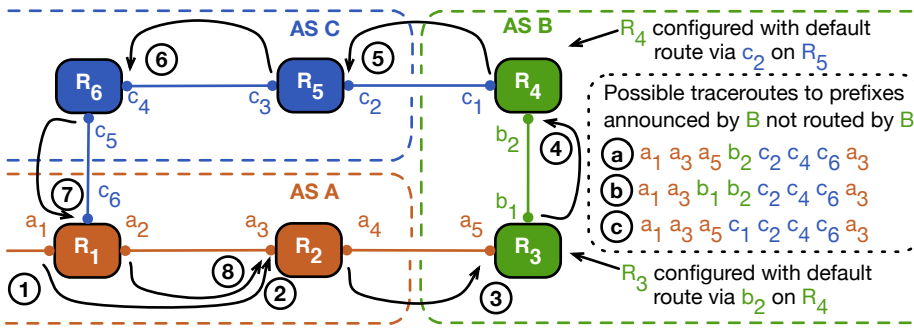 AS C
AS B
R4 configured with default
route via c2 on R5
6
5
R6
R5
R4
c4
c3
c2
c1
Possible traceroutes to prefixes
announced by B not routed by B
c5
b2
4
a a1 a3 a5 b2 c2 c4 c6 a3
7
c6
AS A
b1
b a1 a3 b1 b2 c2 c4 c6 a3
a1
a2
a3
a4
a5
c a1 a3 a5 c1 c2 c4 c6 a3
R1
R2
R3
1
8
2
3
R3 configured with default
route via b2 on R4